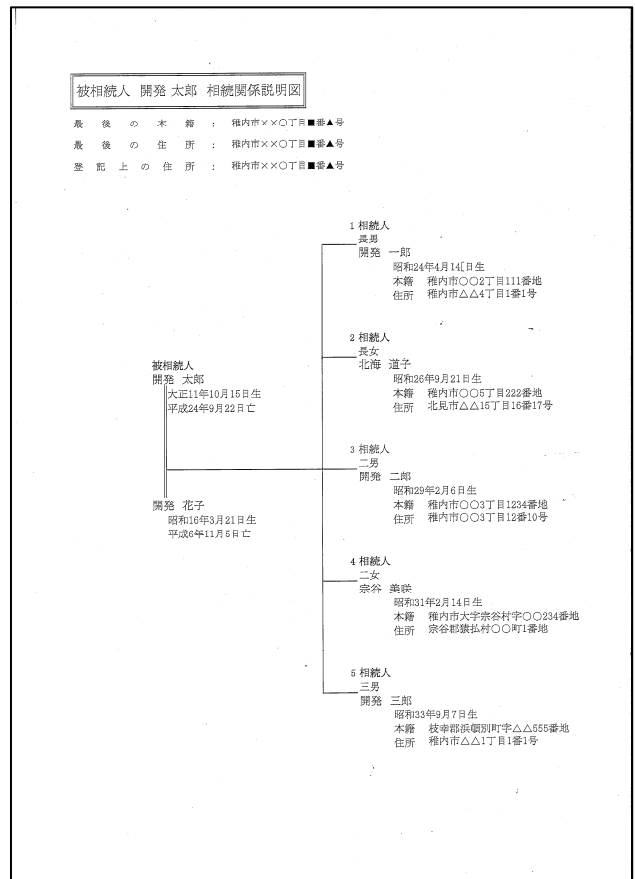 被相続人 開発 太郎 相続関係説明図
最後の本籍 : 稚内市××〇丁目■番▲号
最後の住所 : 稚内市××〇丁目■番▲号
登記上の住所 : 稚内市××〇丁目■番▲号
1 相続人
長男
開発 一郎
昭和24年4月14日生
本籍 稚内市〇〇2丁目111番地
住所 稚内市△△4丁目1番1号
2 相続人
長女
北海 道子
昭和26年9月21日生
本籍 稚内市〇〇5丁目222番地
住所 北見市△△15丁目16番17号
被相続人
開発 太郎
大正11年10月15日生
平成24年9月22日亡
3 相続人
二男
開発 二郎
昭和29年2月6日生
本籍 稚内市〇〇3丁目1234番地
住所 稚内市〇〇3丁目12番10号
開発 花子
昭和16年3月21日生
平成6年11月5日亡
4 相続人
二女
宗谷 美咲
昭和31年2月14日生
本籍 稚内市大字宗谷村字〇〇234番地
住所 宗谷郡猿払村〇〇町1番地
5 相続人
三男
開発 三郎
昭和33年9月7日生
本籍 枝幸郡浜頓別町字△△555番地
住所 稚内市△△1丁目1番1号